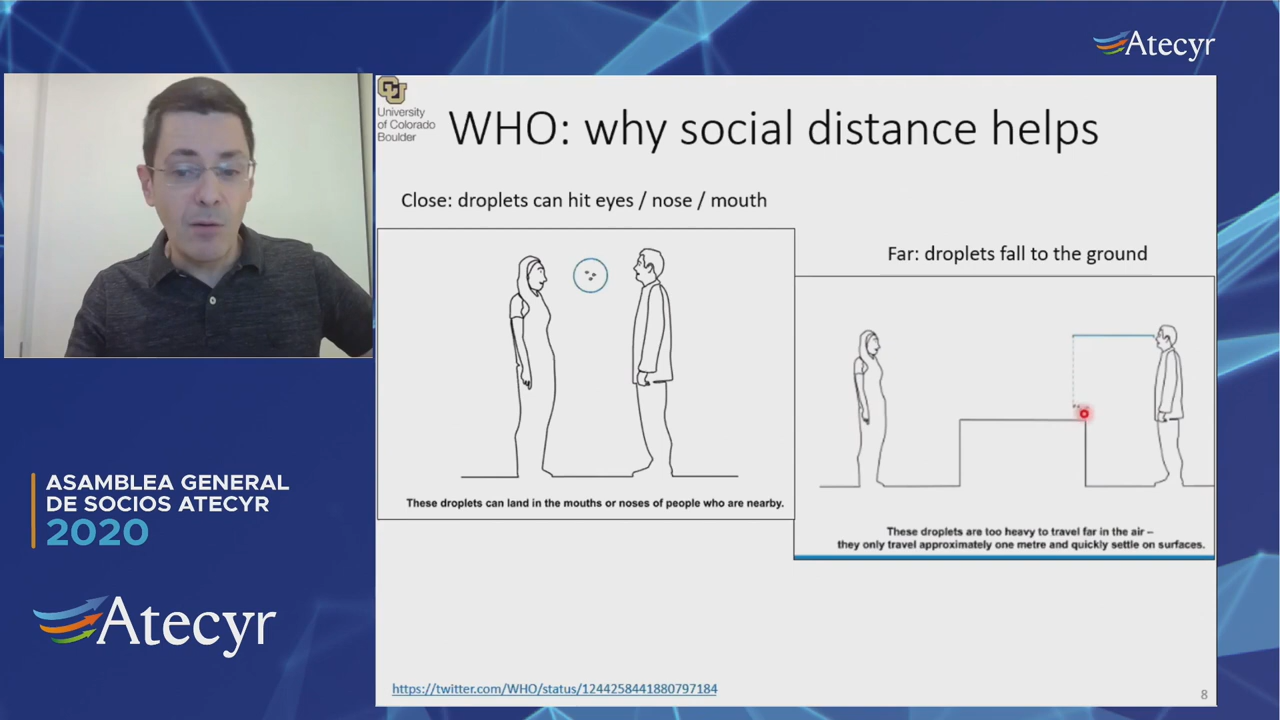 Atecyr
CU
University
of Colorado
Boulder
WHO: why social distance helps
Close: droplets can hit eyes / nose / mouth
Far: droplets fall to the ground
These droplets can land in the mouths or noses of people who are nearby.
These droplets are too heavy to travel far in the air –
they only travel approximately one metre and quickly settle on surfaces.
ASAMBLEA GENERAL
DE SOCIOS ATECYR
2020
Atecyr
https://twitter.com/WHO/status/1244258441880797184
8